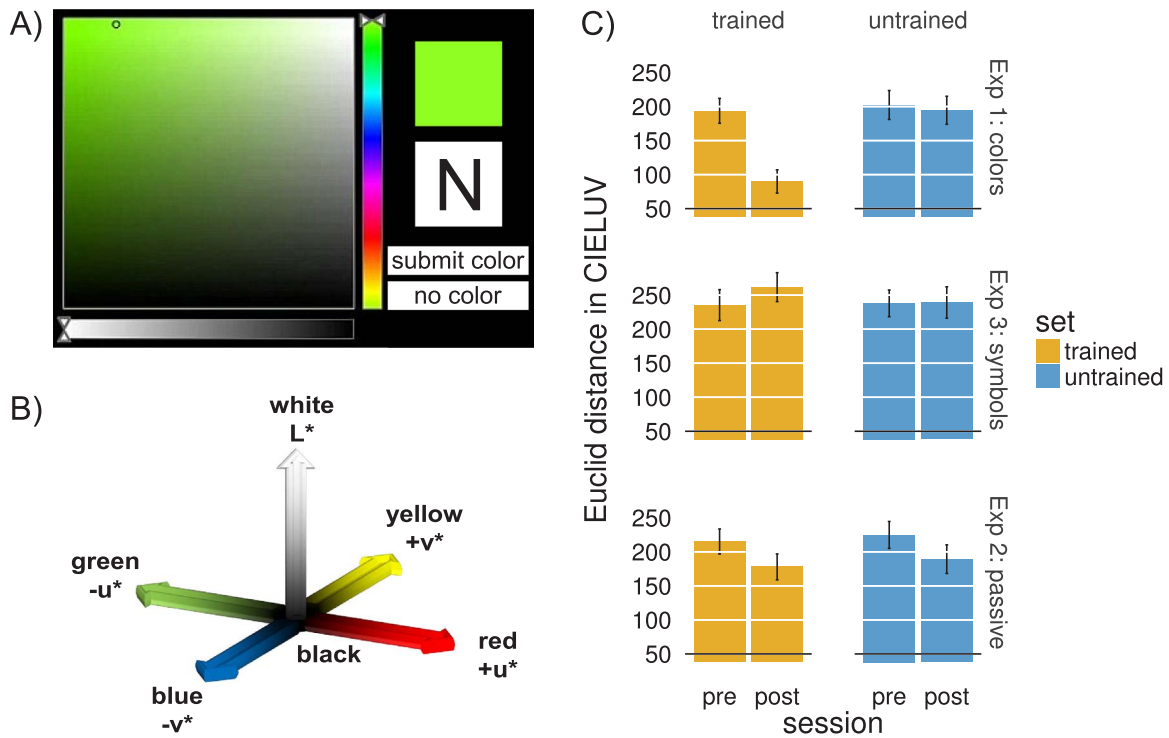 A)
N
submit color
no color
B)
white
L*
yellow
+v*
green
-u*
red
+u*
black
blue
-v*
C)
trained
untrained
Euclid distance in CIELUV
250
200
150
100
50
Exp 1: colors
250
200
150
100
50
Exp 3: symbols
250
200
150
100
50
Exp 2: passive
pre
post
pre
post
session
set
trained
untrained